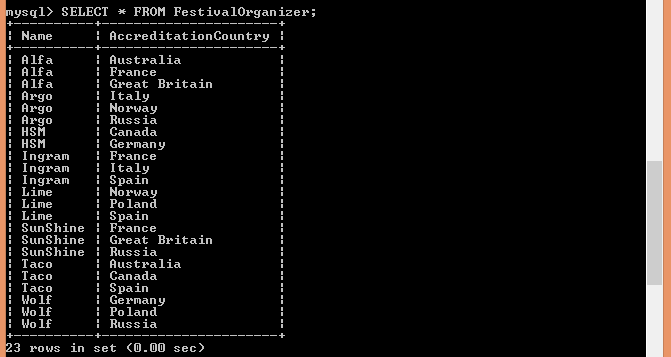 mysql> SELECT * FROM FestivalOrganizer;
+----------+----------------------+
| Name     | AccreditationCountry |
+----------+----------------------+
| Alfa     | Australia            |
| Alfa     | France               |
| Alfa     | Great Britain        |
| Argo     | Italy                |
| Argo     | Norway               |
| Argo     | Russia               |
| HSM      | Canada               |
| HSM      | Germany              |
| Ingram   | France               |
| Ingram   | Italy                |
| Ingram   | Spain                |
| Lime     | Norway               |
| Lime     | Poland               |
| Lime     | Spain                |
| SunShine | France               |
| SunShine | Great Britain        |
| SunShine | Russia               |
| Taco     | Australia            |
| Taco     | Canada               |
| Taco     | Spain                |
| Wolf     | Germany              |
| Wolf     | Poland               |
| Wolf     | Russia               |
+----------+----------------------+
23 rows in set (0.00 sec)